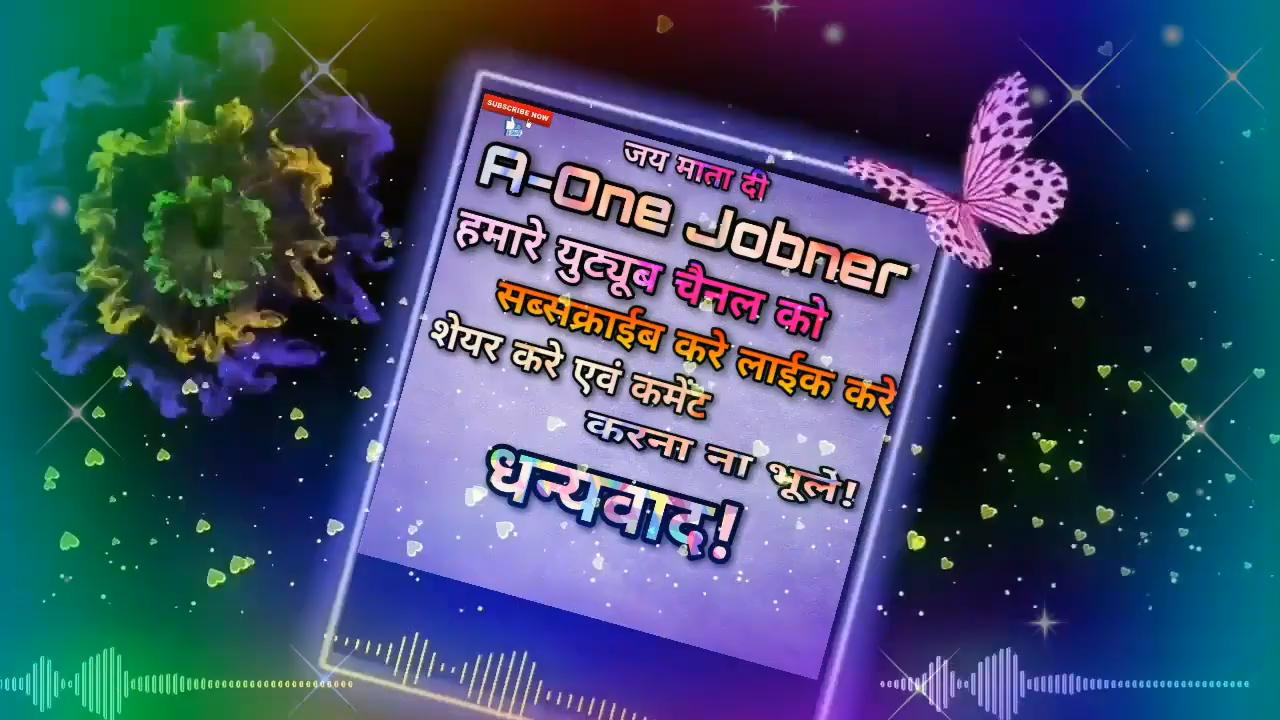 SUBSCRIBE NOW
जय माता दी
A-One Jobner
हमारे युट्यूब चैनल को
सब्सक्राईब करे लाईक करे
शेयर करे एवं कमेंट
करना ना भूले!
धन्यवाद!